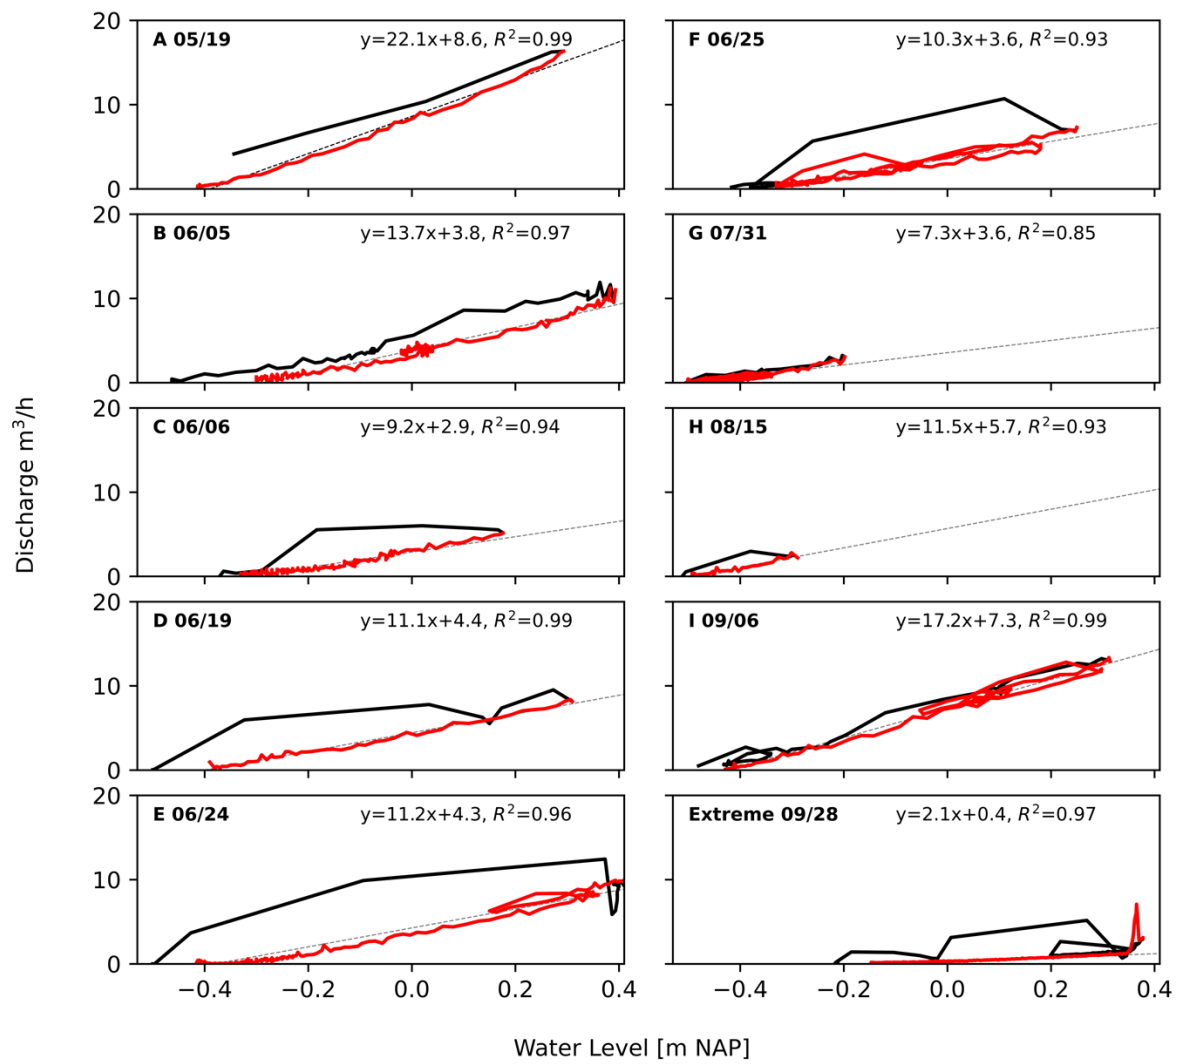 A 05/19 y=22.1x+8.6, R²=0.99
B 06/05 y=13.7x+3.8, R²=0.97
C 06/06 y=9.2x+2.9, R²=0.94
D 06/19 y=11.1x+4.4, R²=0.99
E 06/24 y=11.2x+4.3, R²=0.96
F 06/25 y=10.3x+3.6, R²=0.93
G 07/31 y=7.3x+3.6, R²=0.85
H 08/15 y=11.5x+5.7, R²=0.93
I 09/06 y=17.2x+7.3, R²=0.99
Extreme 09/28 y=2.1x+0.4, R²=0.97
20
10
0
20
10
0
20
10
0
20
10
0
20
10
0
−0.4 −0.2 0.0 0.2 0.4
−0.4 −0.2 0.0 0.2 0.4
Discharge m³/h
Water Level [m NAP]